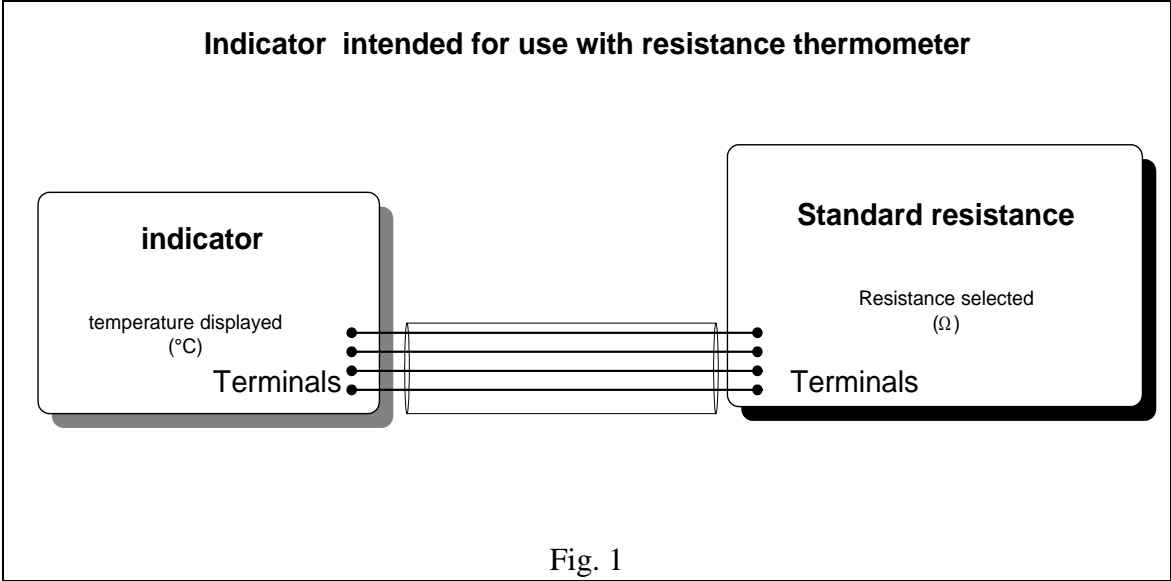 Indicator intended for use with resistance thermometer
indicator
temperature displayed
(°C)
Terminals
Standard resistance
Resistance selected
(Ω)
Terminals
Fig. 1